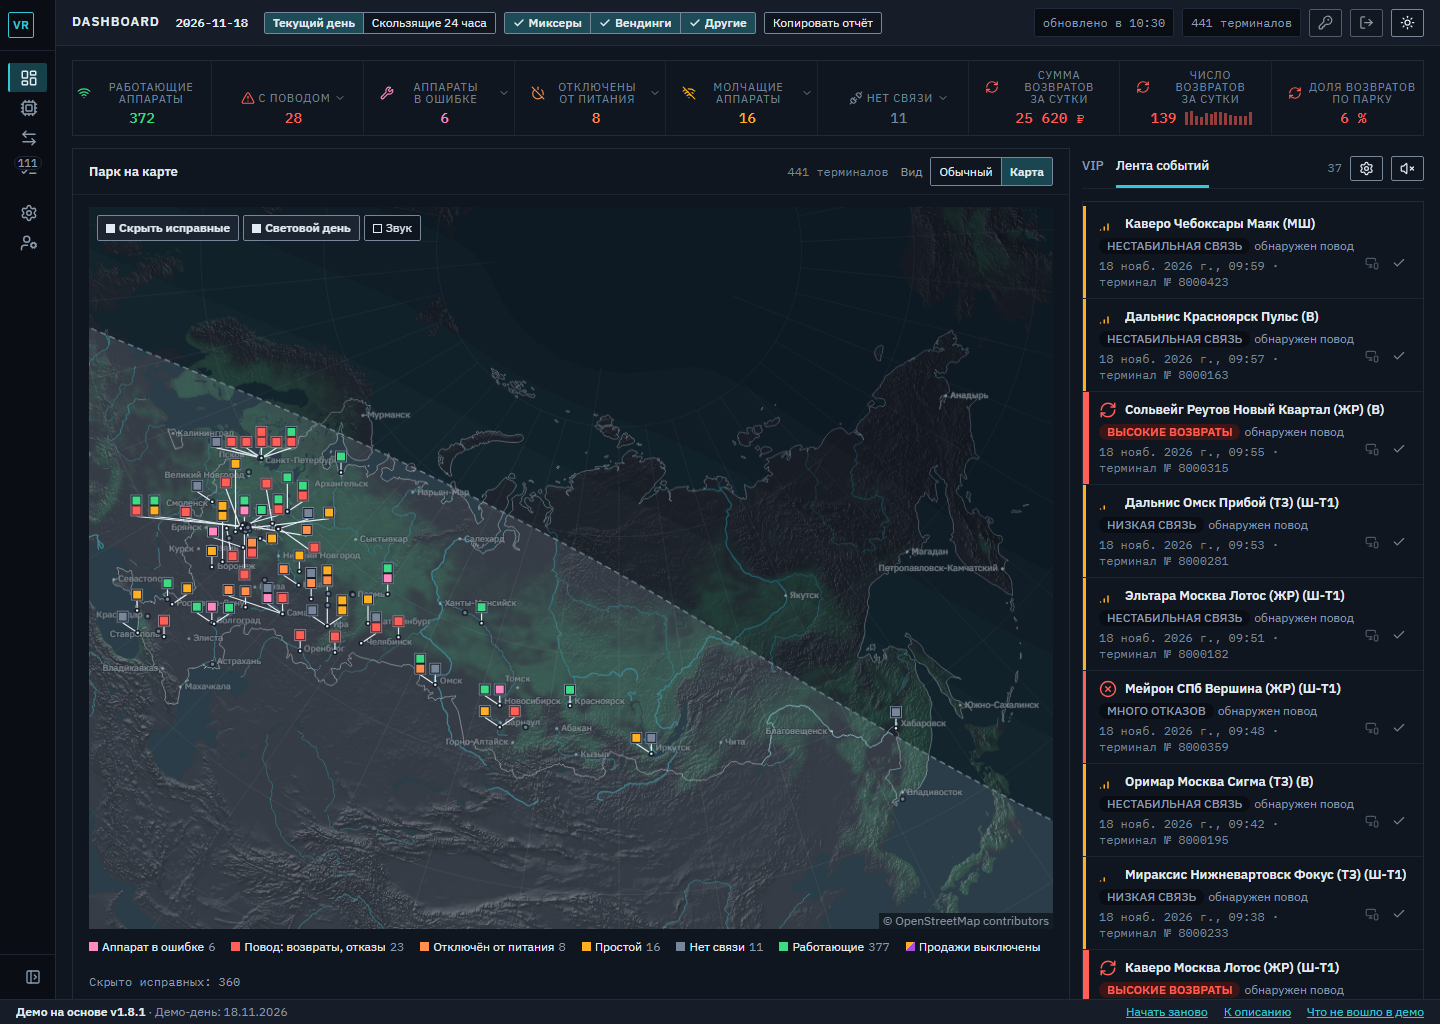 VR
DASHBOARD
2026-11-18
Текущий день
Скользящие 24 часа
Миксеры
Вендинги
Другие
Копировать отчёт
обновлено в 10:30
441 терминалов
РАБОТАЮЩИЕ АППАРАТЫ
372
С ПОВОДОМ
28
АППАРАТЫ В ОШИБКЕ
6
ОТКЛЮЧЕНЫ ОТ ПИТАНИЯ
8
МОЛЧАЩИЕ АППАРАТЫ
16
НЕТ СВЯЗИ
11
СУММА ВОЗВРАТОВ ЗА СУТКИ
25 620 ₽
ЧИСЛО ВОЗВРАТОВ ЗА СУТКИ
139
ДОЛЯ ВОЗВРАТОВ ПО ПАРКУ
6 %
111
Парк на карте
441 терминалов
Вид
Обычный
Карта
Скрыть исправные
Световой день
Звук
Мурманск
Анадырь
Калининград
Санкт-Петербург
Великий Новгород
Архангельск
Нарьян-Мар
Смоленск
Брянск
Сыктывкар
Салехард
Магадан
Курск
Нижний Новгород
Петропавловск-Камчатский
Воронеж
Севастополь
Якутск
Ханты-Мансийск
Волгоград
Элиста
Оренбург
Челябинск
Астрахань
Владикавказ
Махачкала
Омск
Томск
Новосибирск
Красноярск
Барнаул
Абакан
Горно-Алтайск
Кызыл
Иркутск
Чита
Благовещенск
Хабаровск
Южно-Сахалинск
Владивосток
© OpenStreetMap contributors
Аппарат в ошибке 6
Повод: возвраты, отказы 23
Отключён от питания 8
Простой 16
Нет связи 11
Работающие 377
Продажи выключены
Скрыто исправных: 360
VIP
Лента событий
37
Каверо Чебоксары Маяк (МШ)
НЕСТАБИЛЬНАЯ СВЯЗЬ обнаружен повод
18 нояб. 2026 г., 09:59 ·
терминал № 8000423
Дальнис Красноярск Пульс (В)
НЕСТАБИЛЬНАЯ СВЯЗЬ обнаружен повод
18 нояб. 2026 г., 09:57 ·
терминал № 8000163
Сольвейг Реутов Новый Квартал (ЖР) (В)
ВЫСОКИЕ ВОЗВРАТЫ обнаружен повод
18 нояб. 2026 г., 09:55 ·
терминал № 8000315
Дальнис Омск Прибой (ТЗ) (Ш-Т1)
НИЗКАЯ СВЯЗЬ обнаружен повод
18 нояб. 2026 г., 09:53 ·
терминал № 8000281
Эльтара Москва Лотос (ЖР) (Ш-Т1)
НЕСТАБИЛЬНАЯ СВЯЗЬ обнаружен повод
18 нояб. 2026 г., 09:51 ·
терминал № 8000182
Мейрон СПб Вершина (ЖР) (Ш-Т1)
МНОГО ОТКАЗОВ обнаружен повод
18 нояб. 2026 г., 09:48 ·
терминал № 8000359
Оримар Москва Сигма (ТЗ) (В)
НЕСТАБИЛЬНАЯ СВЯЗЬ обнаружен повод
18 нояб. 2026 г., 09:42 ·
терминал № 8000195
Мираксис Нижневартовск Фокус (ТЗ) (Ш-Т1)
НИЗКАЯ СВЯЗЬ обнаружен повод
18 нояб. 2026 г., 09:38 ·
терминал № 8000233
Каверо Москва Лотос (ЖР) (Ш-Т1)
ВЫСОКИЕ ВОЗВРАТЫ обнаружен повод
Демо на основе v1.8.1 · Демо-день: 18.11.2026
Начать заново
К описанию
Что не вошло в демо